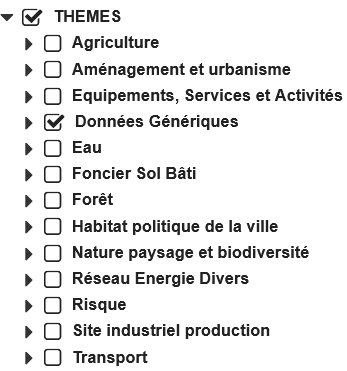 THEMES
Agriculture
Aménagement et urbanisme
Equipements, Services et Activités
Données Génériques
Eau
Foncier Sol Bâti
Forêt
Habitat politique de la ville
Nature paysage et biodiversité
Réseau Energie Divers
Risque
Site industriel production
Transport